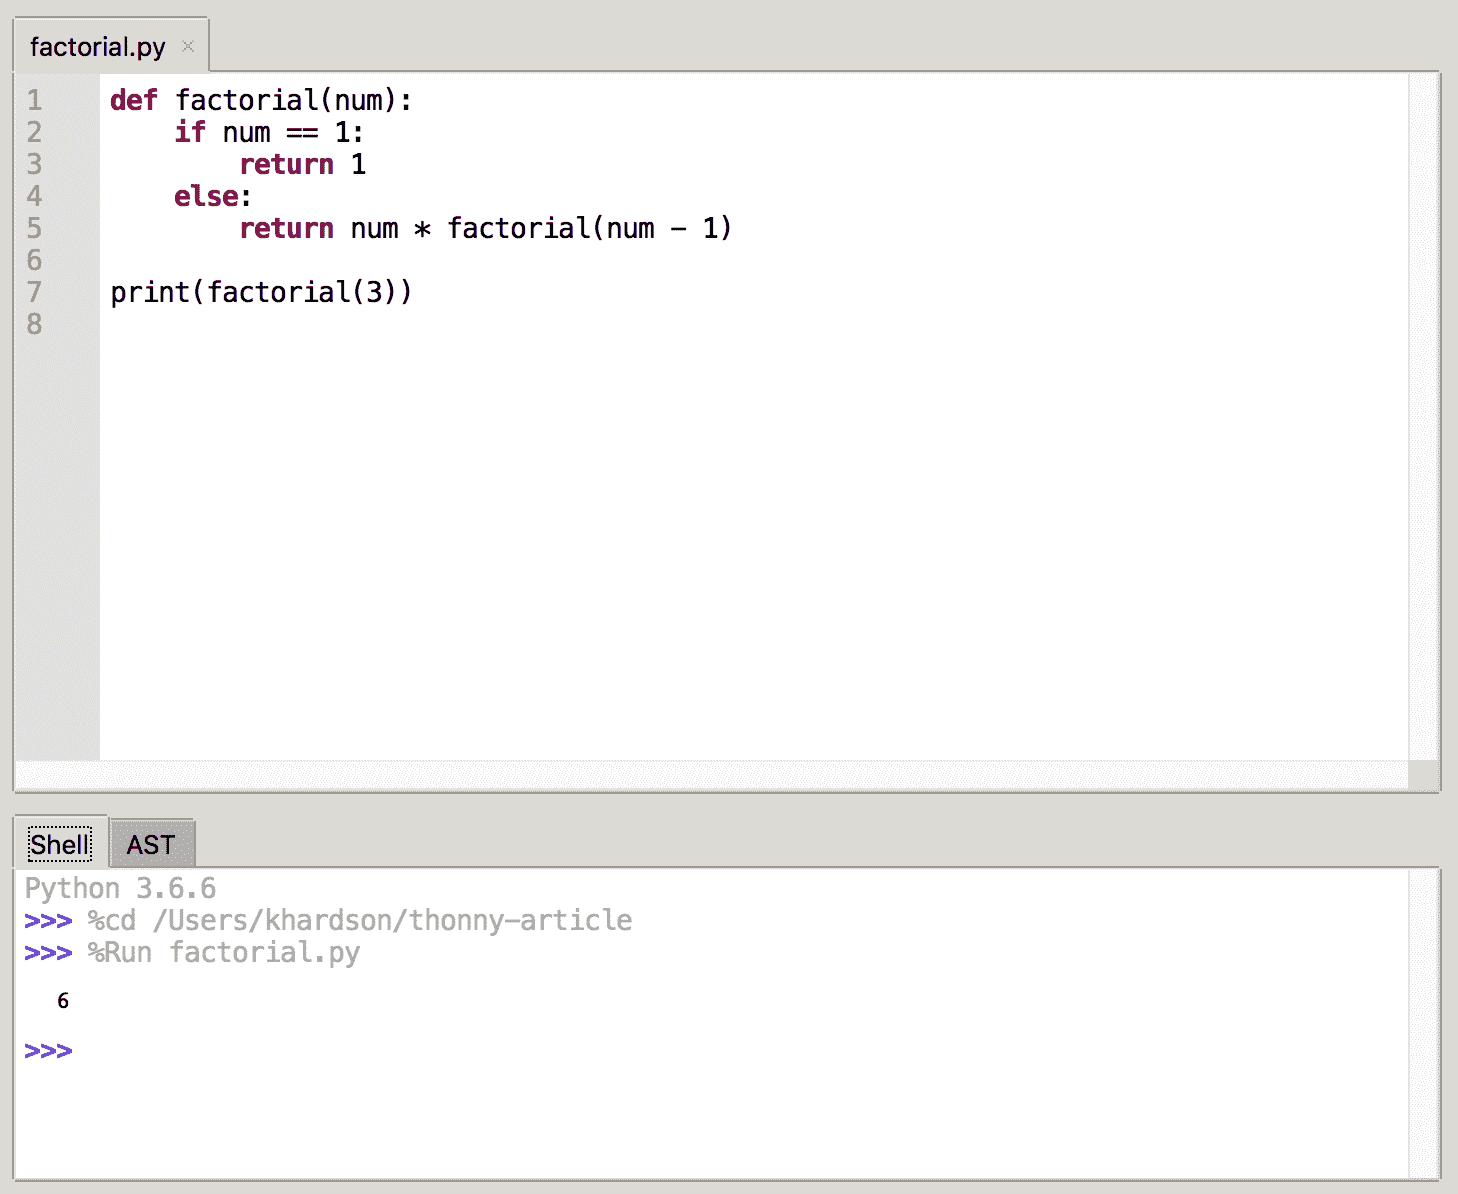 factorial.py ×
1 def factorial(num):
2     if num == 1:
3         return 1
4     else:
5         return num * factorial(num - 1)
6
7 print(factorial(3))
8
Shell AST
Python 3.6.6
>>> %cd /Users/khardson/thonny-article
>>> %Run factorial.py
6
>>>